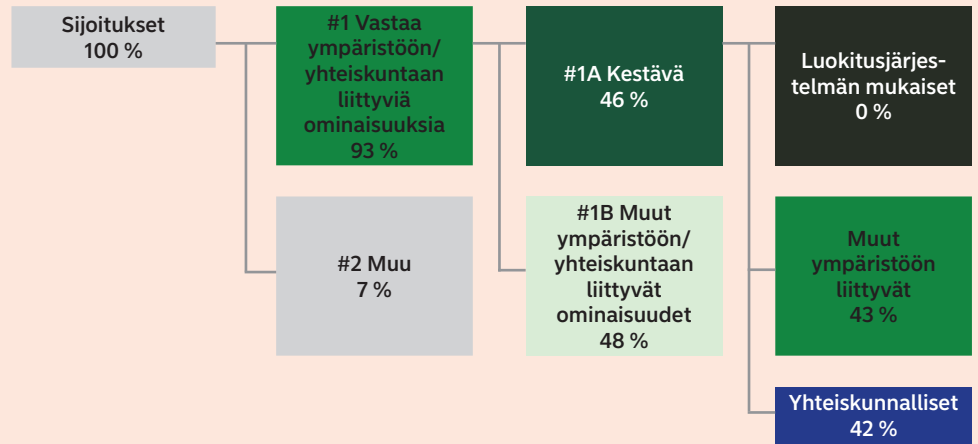 Sijoitukset
100 %
#1 Vastaa
ympäristöön/
yhteiskuntaan
liittyviä
ominaisuuksia
93 %
#2 Muu
7 %
#1A Kestävä
46 %
#1B Muut
ympäristöön/
yhteiskuntaan
liittyvät
ominaisuudet
48 %
Luokitusjärjes-
telmän mukaiset
0 %
Muut
ympäristöön
liittyvät
43 %
Yhteiskunnalliset
42 %